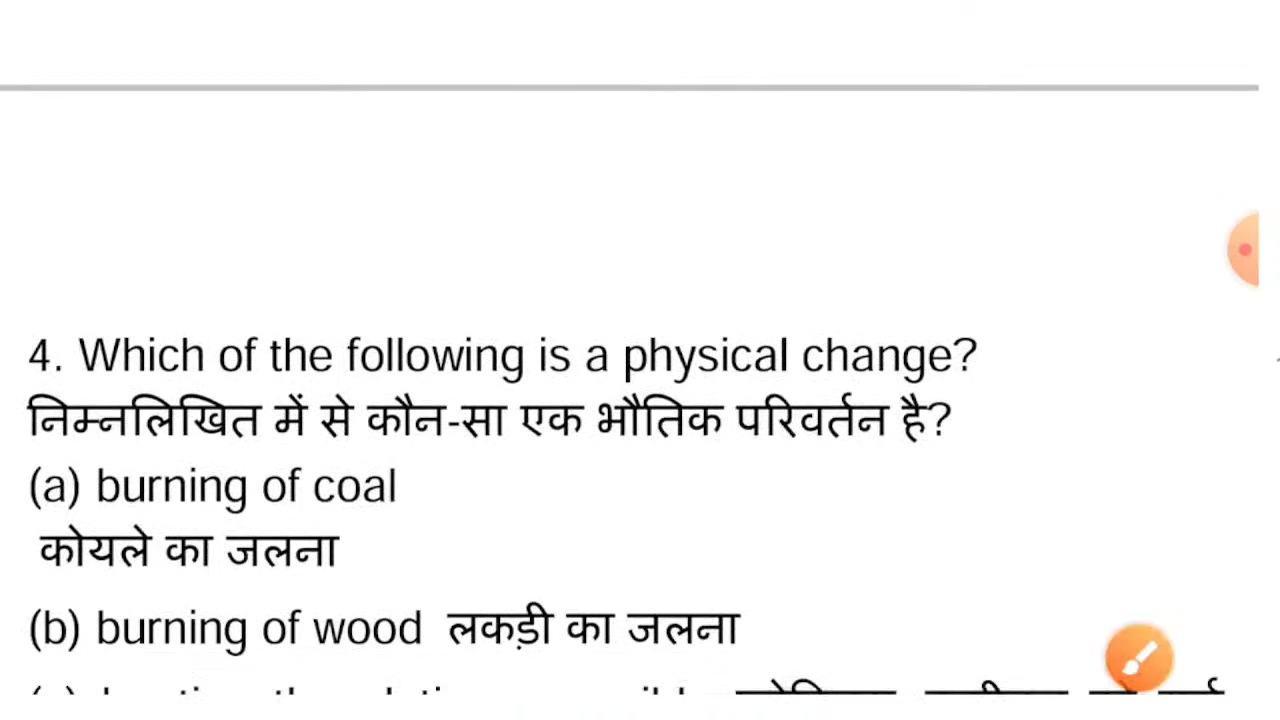 4. Which of the following is a physical change?
निम्नलिखित में से कौन-सा एक भौतिक परिवर्तन है?
(a) burning of coal
कोयले का जलना
(b) burning of wood लकड़ी का जलना